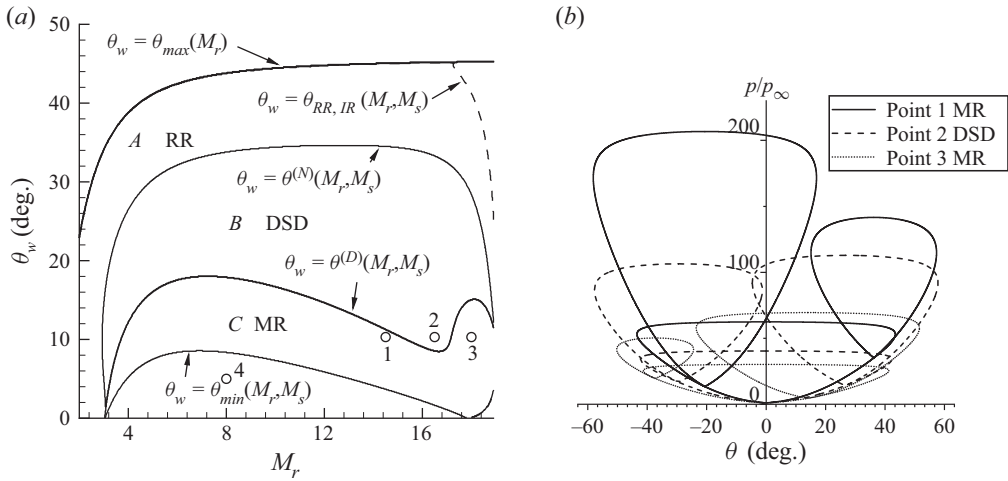 (a)
50
40
30
20
10
0
θw (deg.)
4
8
12
16
Mr
θw = θmax(Mr)
θw = θRR, IR (Mr,Ms)
A RR
θw = θ(N)(Mr,Ms)
B DSD
θw = θ(D)(Mr,Ms)
C MR
1
2
3
4
θw = θmin(Mr,Ms)
(b)
p/p∞
200
100
0
–60
–40
–20
0
20
40
60
θ (deg.)
Point 1 MR
Point 2 DSD
Point 3 MR